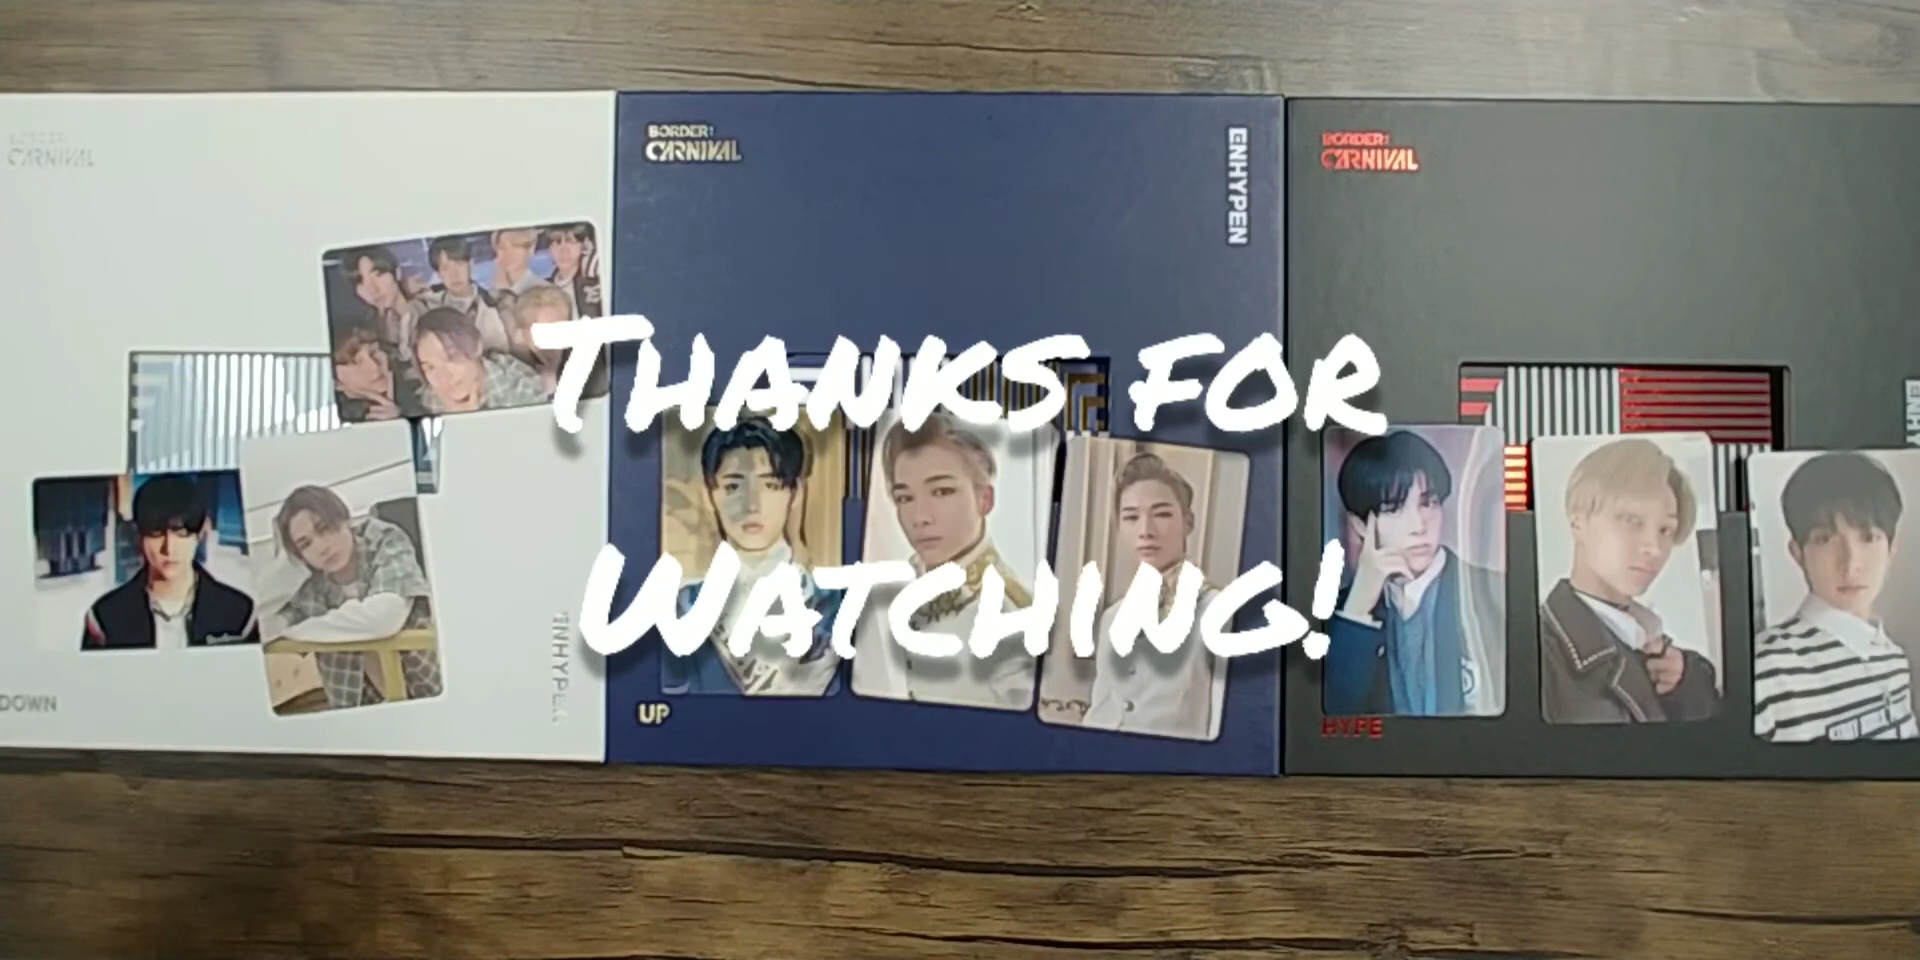 BORDER:
CARNIVAL
DOWN
ENHYPEN
BORDER:
CARNIVAL
ENHYPEN
UP
BORDER:
CARNIVAL
ENHYPEN
HYPE
THANKS FOR
WATCHING!